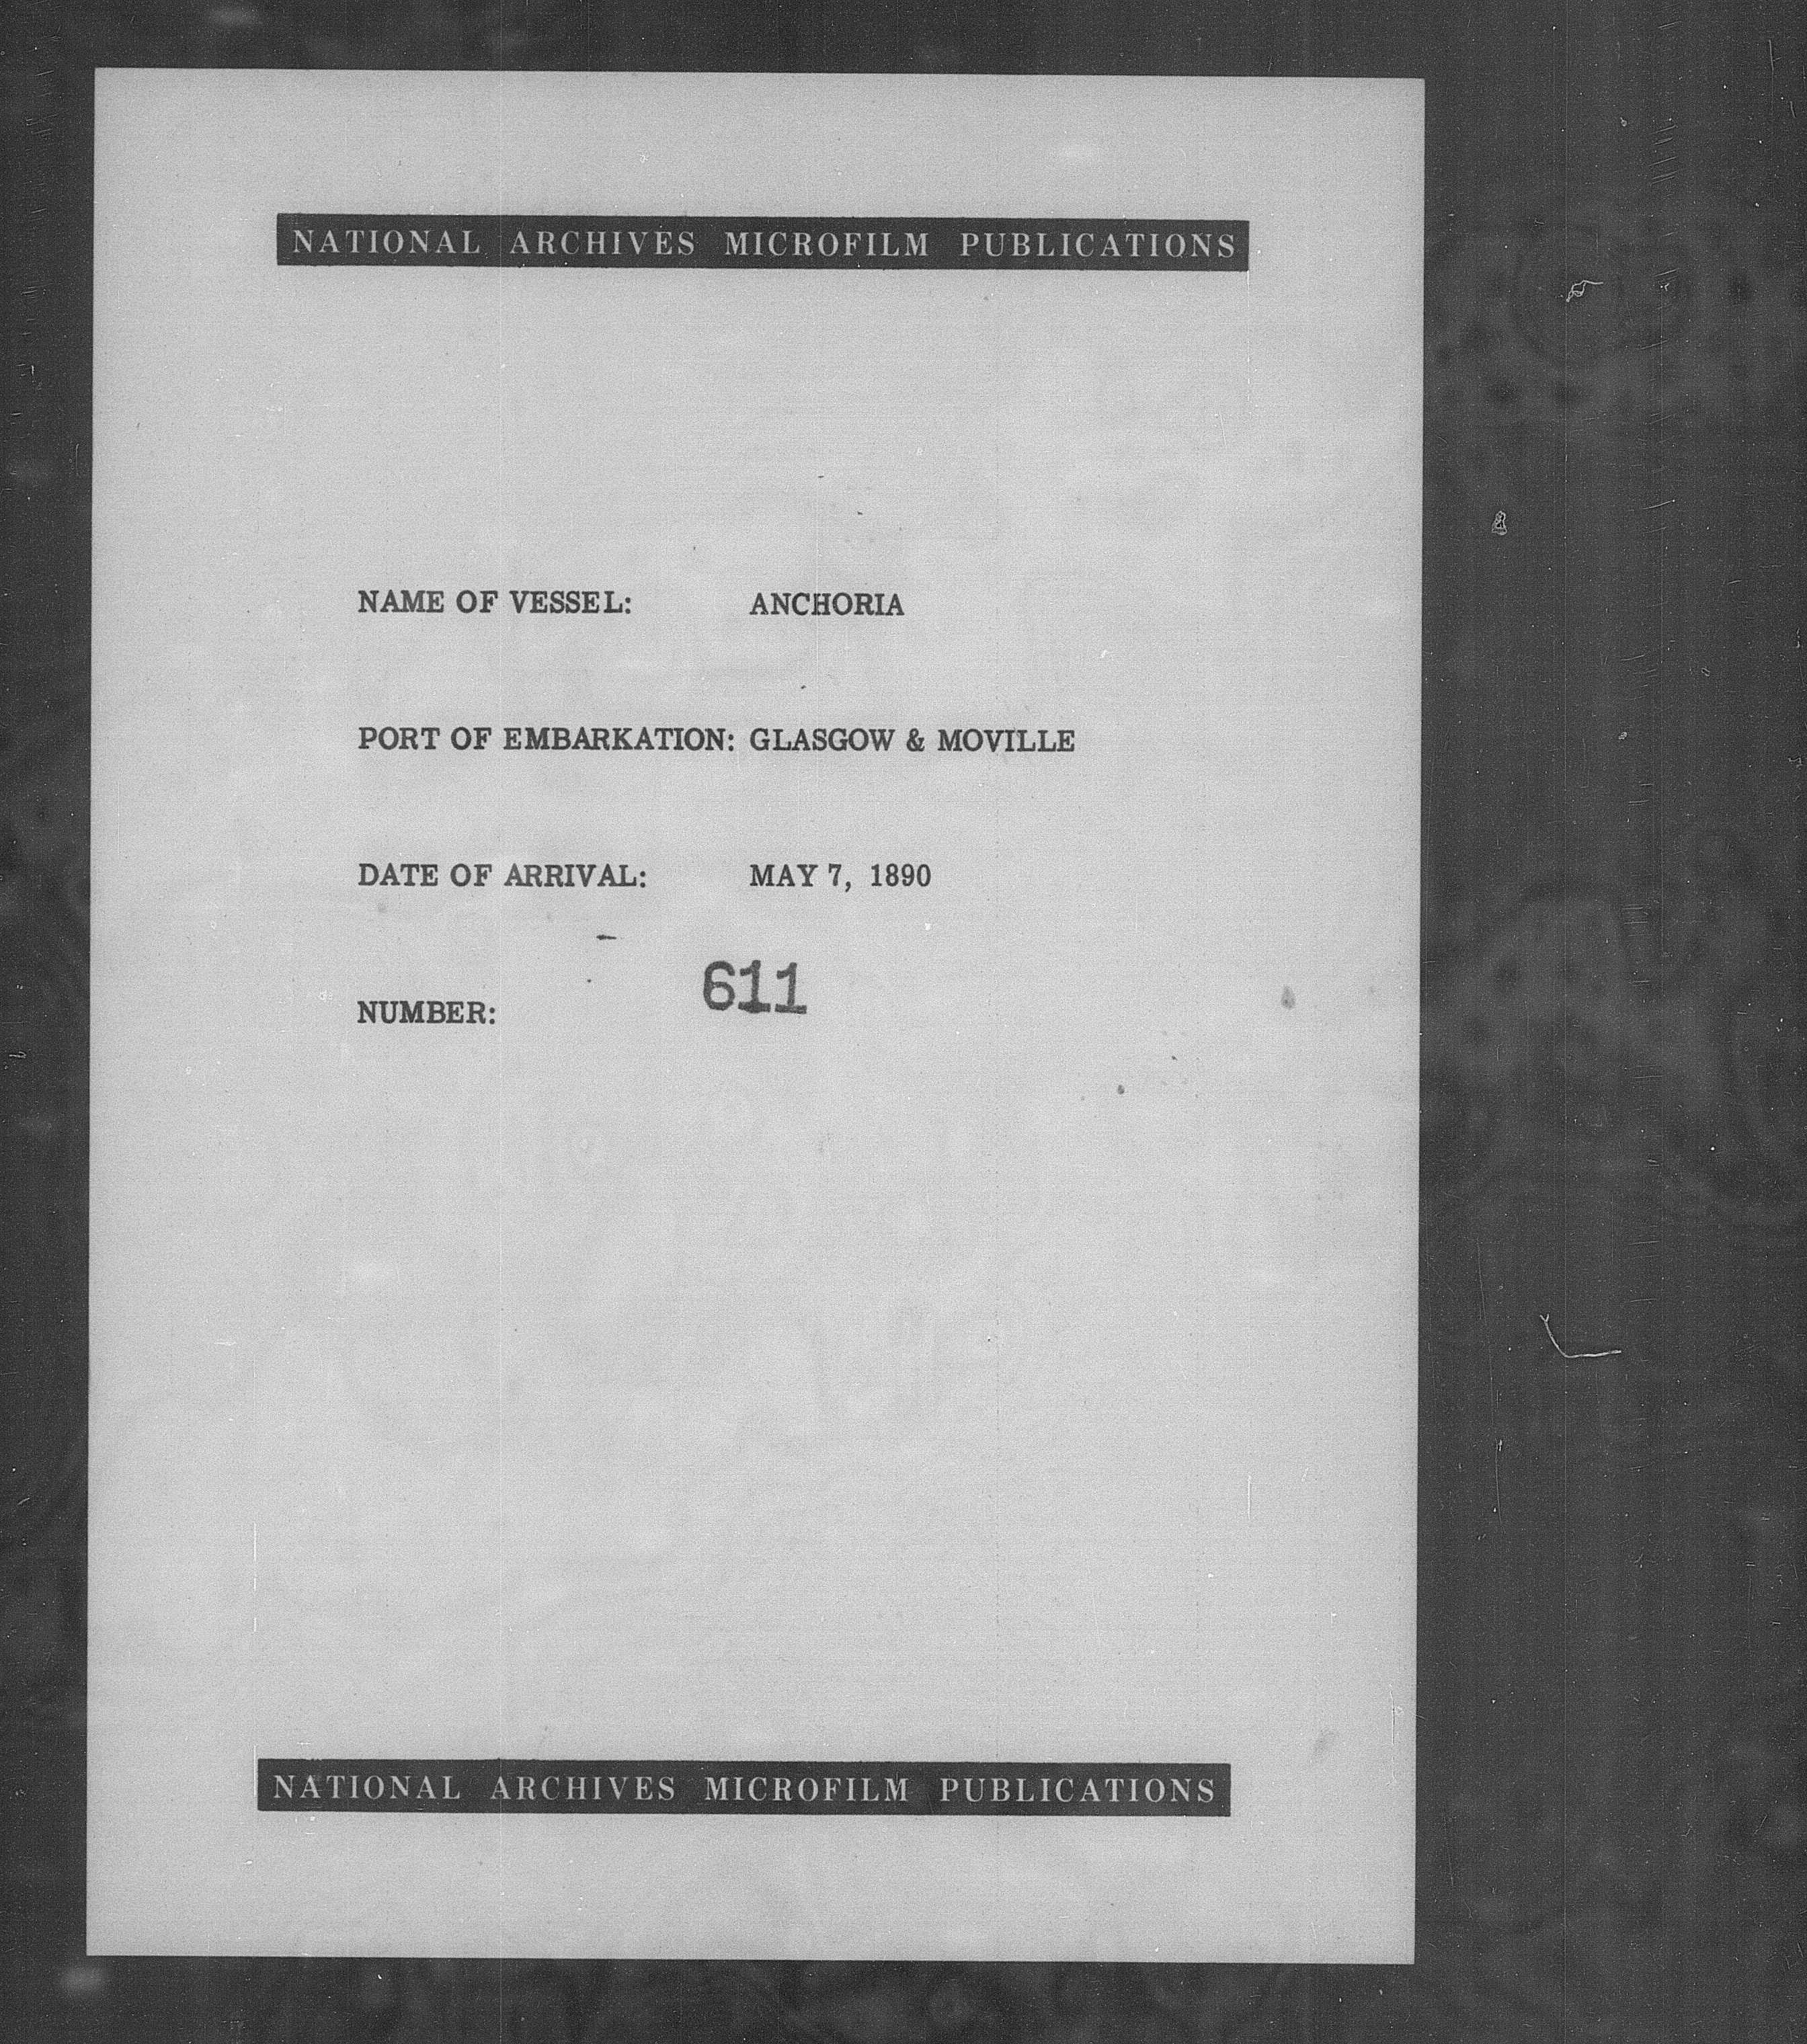 NATIONAL ARCHIVES MICROFILM PUBLICATIONS
NAME OF VESSEL: ANCHORIA
PORT OF EMBARKATION: GLASGOW & MOVILLE
DATE OF ARRIVAL: MAY 7, 1890
NUMBER: 611
NATIONAL ARCHIVES MICROFILM PUBLICATIONS